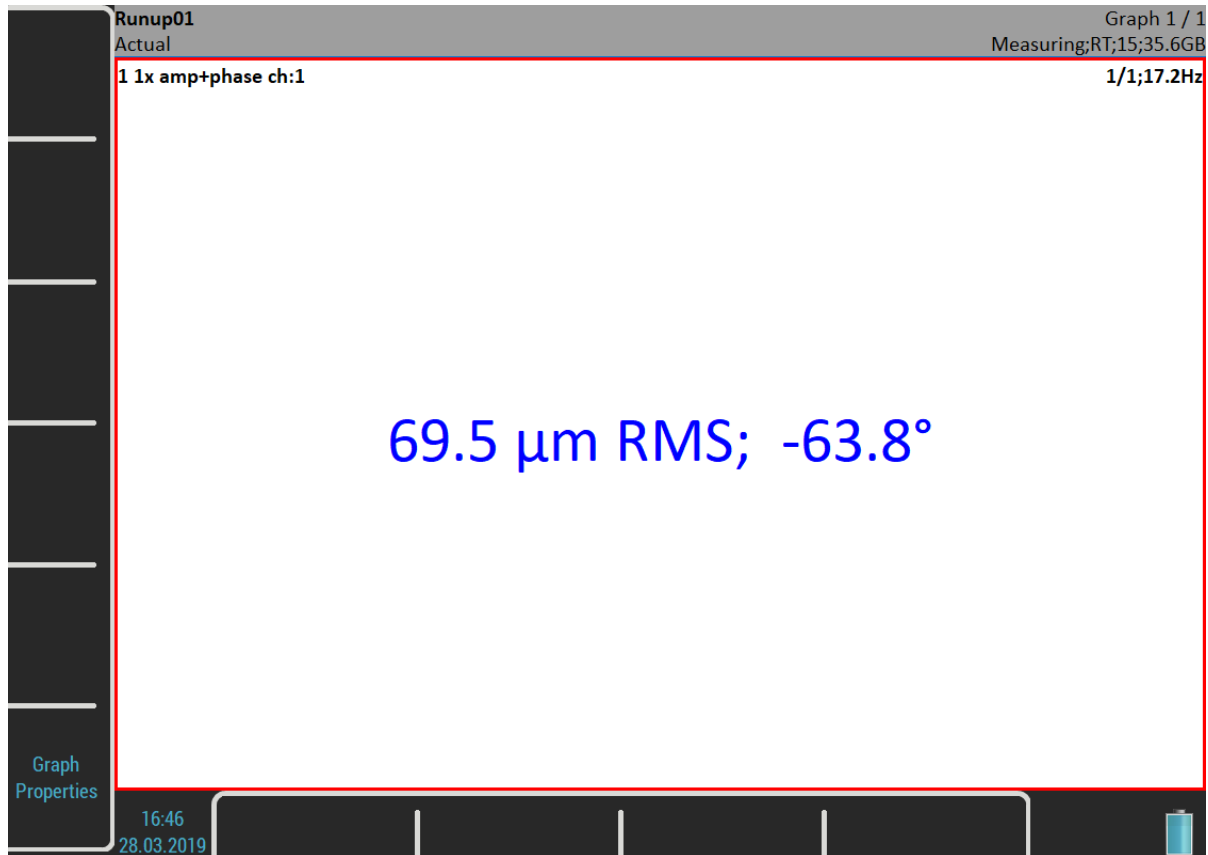 Runup01
Graph 1 / 1
Actual
Measuring;RT;15;35.6GB
1 1x amp+phase ch:1
1/1;17.2Hz
69.5 µm RMS;  -63.8°
Graph
Properties
16:46
28.03.2019